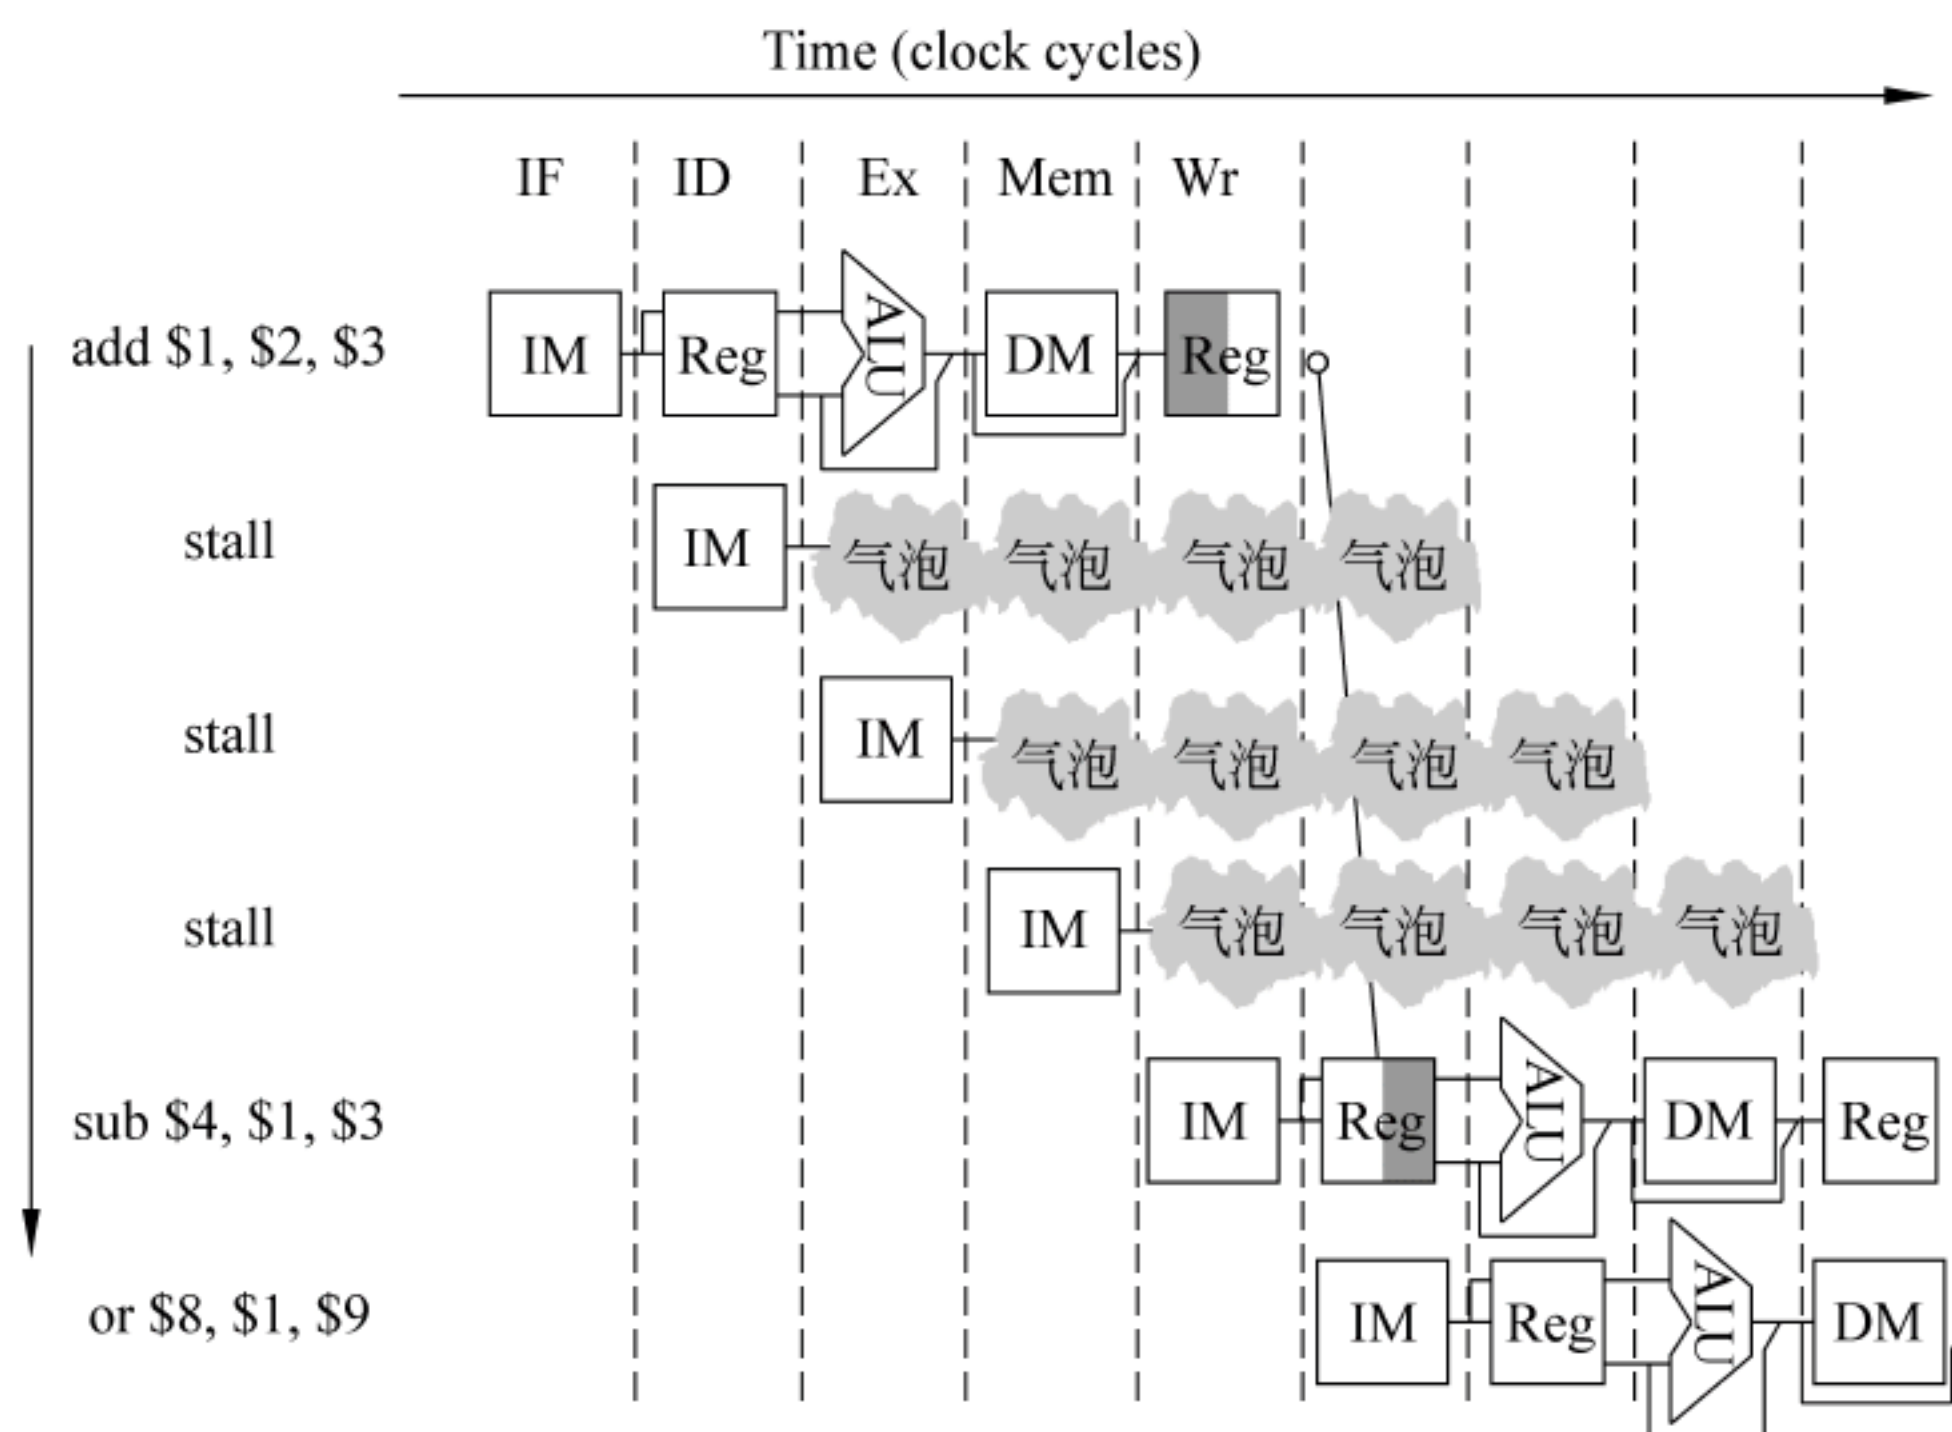 Time (clock cycles)
IF ID Ex Mem Wr
add $1, $2, $3 IM Reg ALU DM Reg
stall IM 气泡 气泡 气泡 气泡
stall IM 气泡 气泡 气泡 气泡
stall IM 气泡 气泡 气泡 气泡
sub $4, $1, $3 IM Reg ALU DM Reg
or $8, $1, $9 IM Reg ALU DM